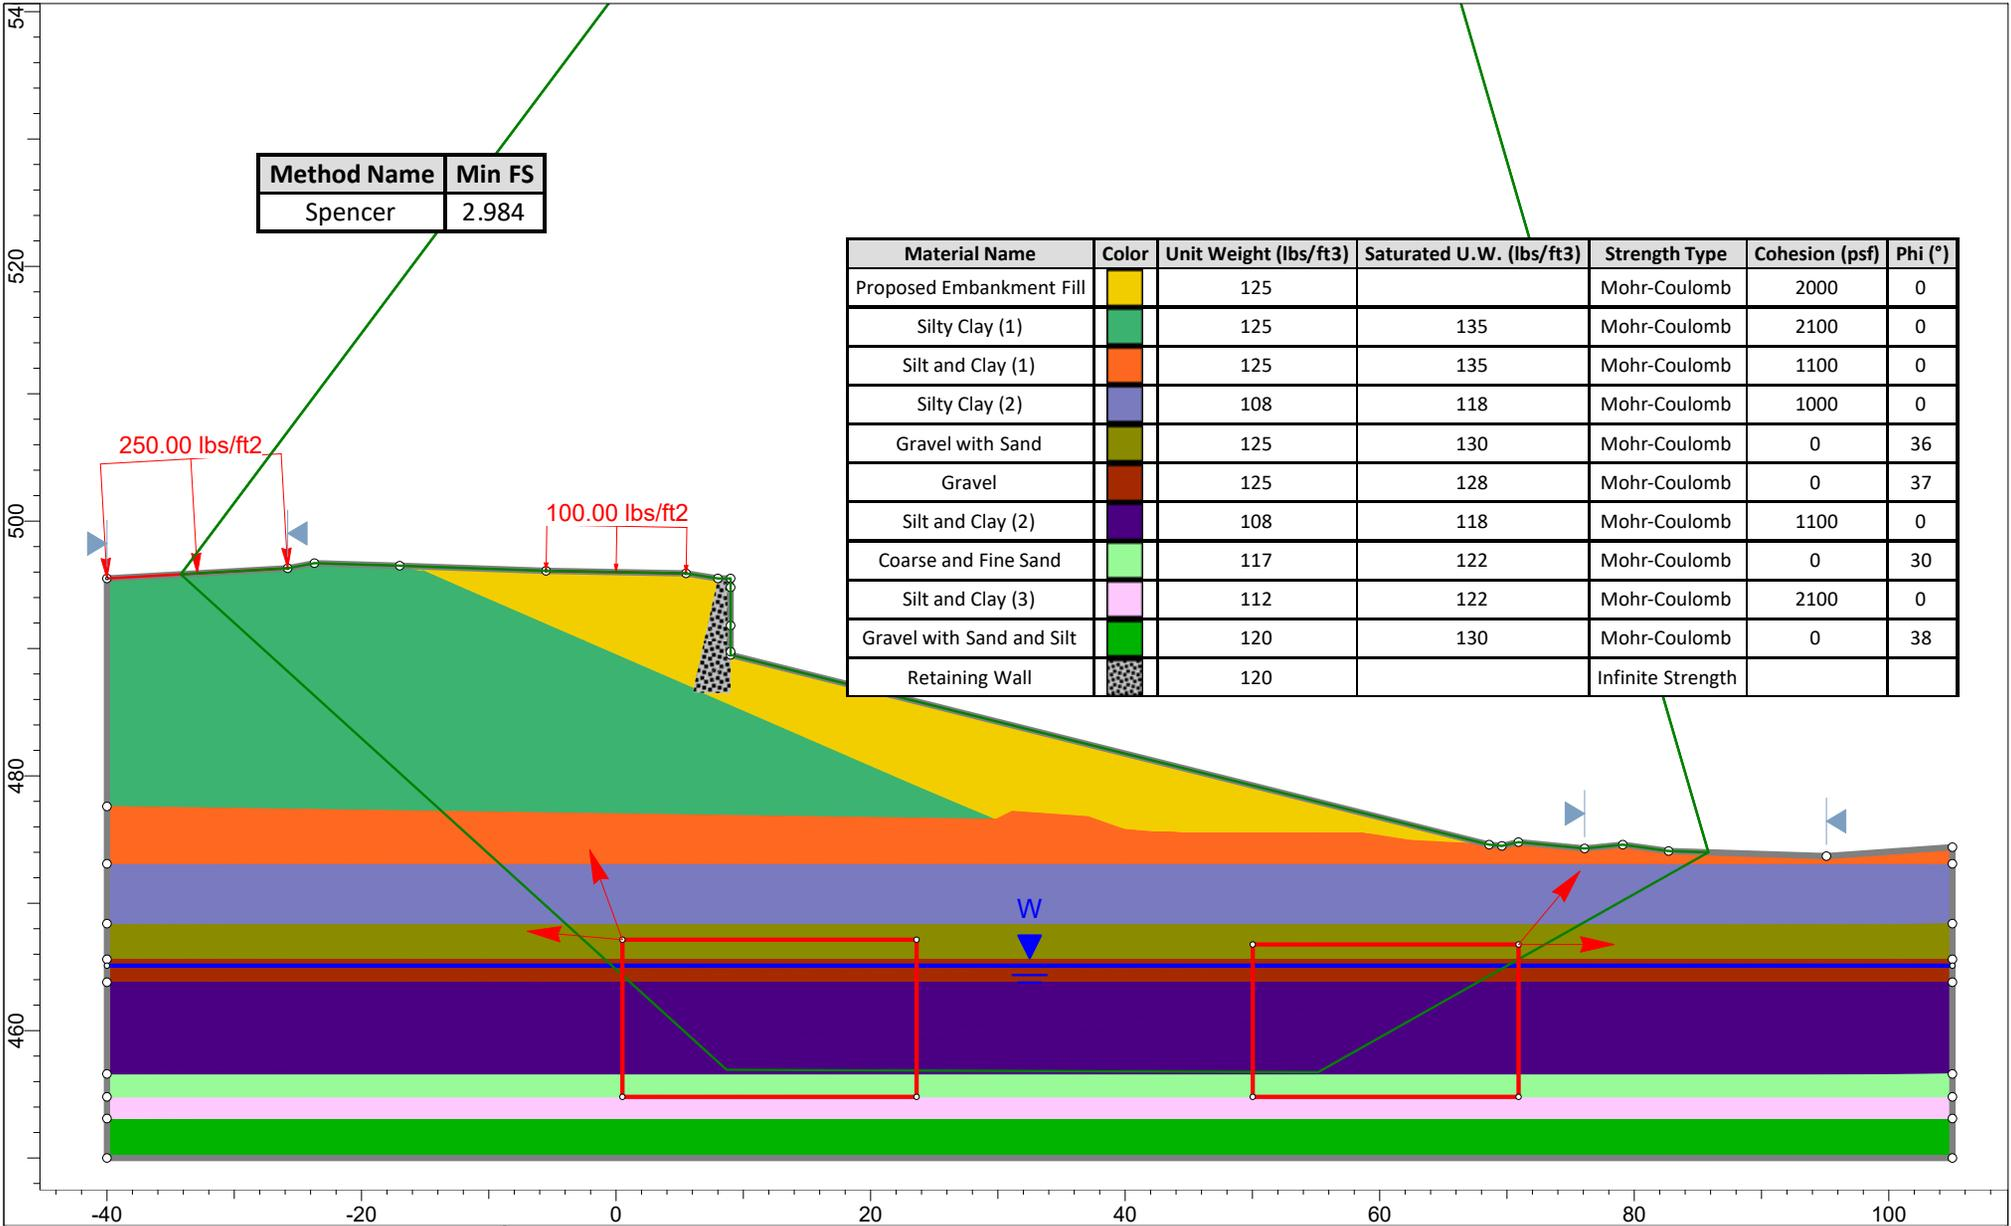 54
Method Name Min FS
Spencer 2.984
520
Material Name Color Unit Weight (lbs/ft3) Saturated U.W. (lbs/ft3) Strength Type Cohesion (psf) Phi (°)
Proposed Embankment Fill 125 Mohr-Coulomb 2000 0
Silty Clay (1) 125 135 Mohr-Coulomb 2100 0
Silt and Clay (1) 125 135 Mohr-Coulomb 1100 0
Silty Clay (2) 108 118 Mohr-Coulomb 1000 0
Gravel with Sand 125 130 Mohr-Coulomb 0 36
Gravel 125 128 Mohr-Coulomb 0 37
Silt and Clay (2) 108 118 Mohr-Coulomb 1100 0
Coarse and Fine Sand 117 122 Mohr-Coulomb 0 30
Silt and Clay (3) 112 122 Mohr-Coulomb 2100 0
Gravel with Sand and Silt 120 130 Mohr-Coulomb 0 38
Retaining Wall 120 Infinite Strength
250.00 lbs/ft2
100.00 lbs/ft2
500
480
W
460
-40 -20 0 20 40 60 80 100